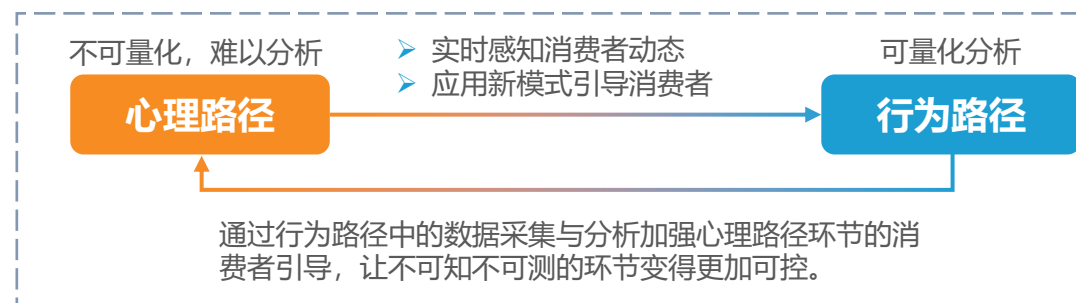 不可量化，难以分析
➢ 实时感知消费者动态
➢ 应用新模式引导消费者
可量化分析
心理路径
行为路径
通过行为路径中的数据采集与分析加强心理路径环节的消
费者引导，让不可知不可测的环节变得更加可控。